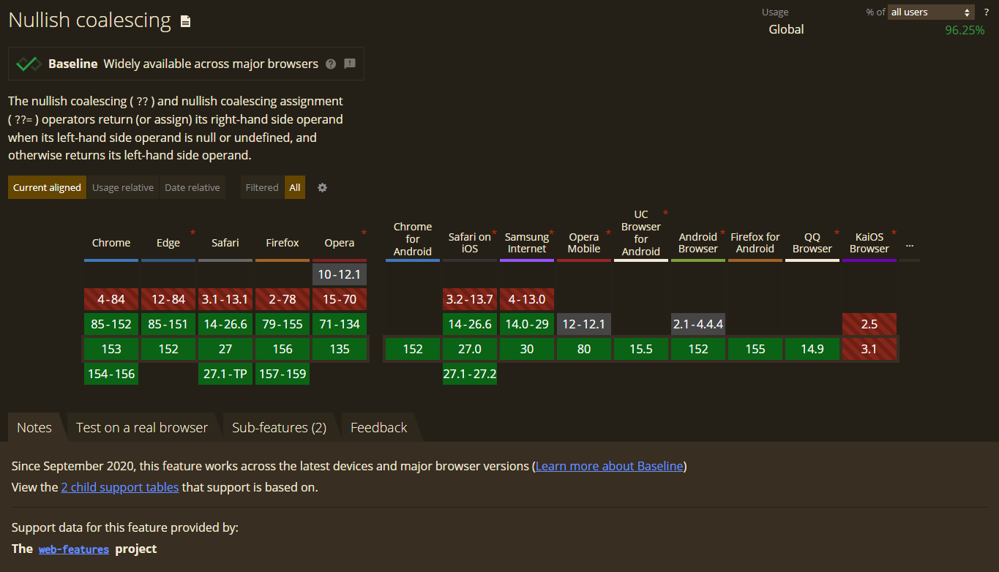 Nullish coalescing
Usage % of all users ?
Global 96.25%
Baseline Widely available across major browsers ?
The nullish coalescing ( ?? ) and nullish coalescing assignment
( ??= ) operators return (or assign) its right-hand side operand
when its left-hand side operand is null or undefined, and
otherwise returns its left-hand side operand.
Current aligned Usage relative Date relative Filtered All
Chrome
Edge *
Safari
Firefox
Opera *
Chrome
for
Android
Safari on *
iOS
Samsung *
Internet
Opera *
Mobile
UC *
Browser
for
Android
Android *
Browser
Firefox for
Android
QQ *
Browser
KaiOS *
Browser
...
10-12.1
4-84 12-84 3.1-13.1 2-78 15-70 3.2-13.7 4-13.0
85-152 85-151 14-26.6 79-155 71-134 14-26.6 14.0-29 12-12.1 2.1-4.4.4 2.5
153 152 27 156 135 152 27.0 30 80 15.5 152 155 14.9 3.1
154-156 27.1-TP 157-159 27.1-27.2
Notes Test on a real browser Sub-features (2) Feedback
Since September 2020, this feature works across the latest devices and major browser versions (Learn more about Baseline)
View the 2 child support tables that support is based on.
Support data for this feature provided by:
The web-features project